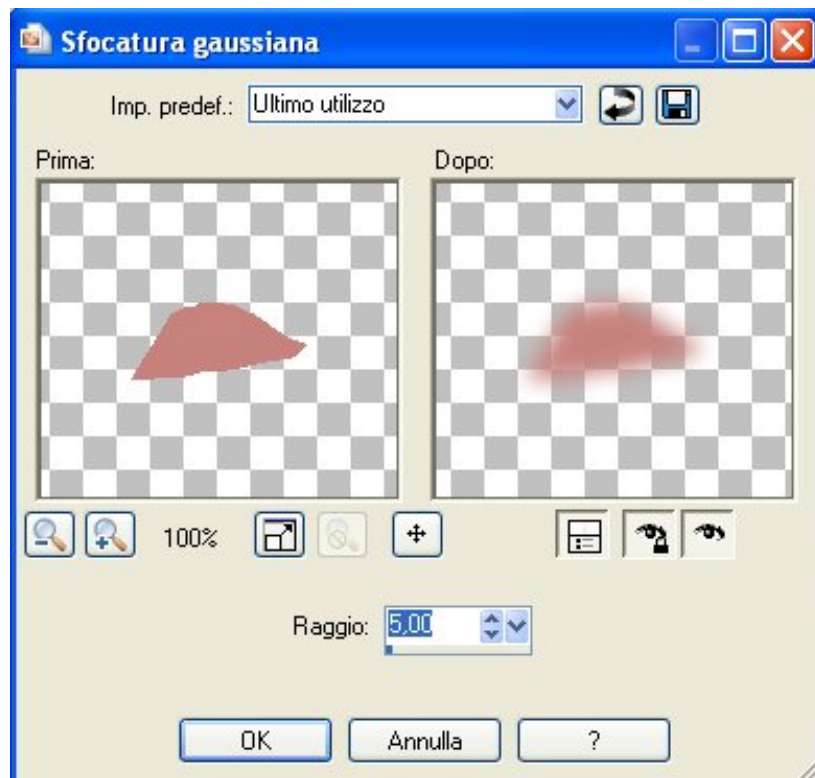 Sfocatura gaussiana
Imp. predef.: Ultimo utilizzo
Prima: Dopo:
100%
Raggio: 5,00
OK Annulla ?